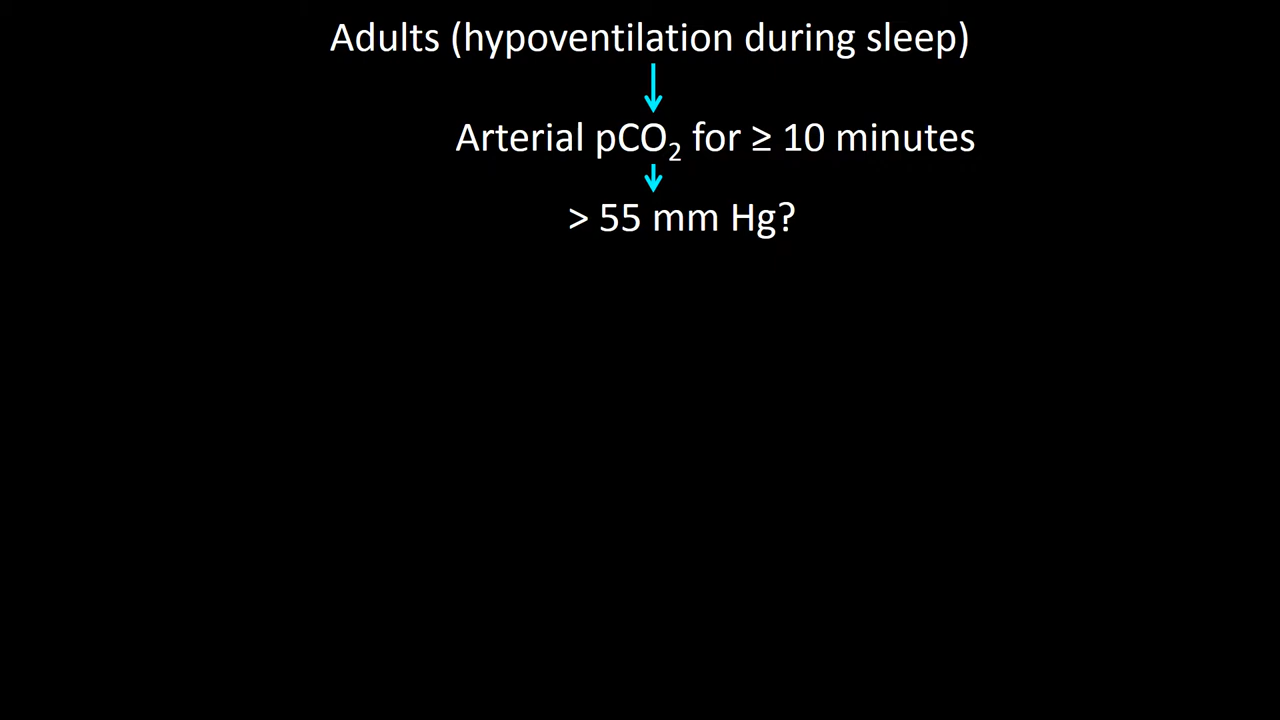 Adults (hypoventilation during sleep)
Arterial pCO₂ for ≥ 10 minutes
> 55 mm Hg?